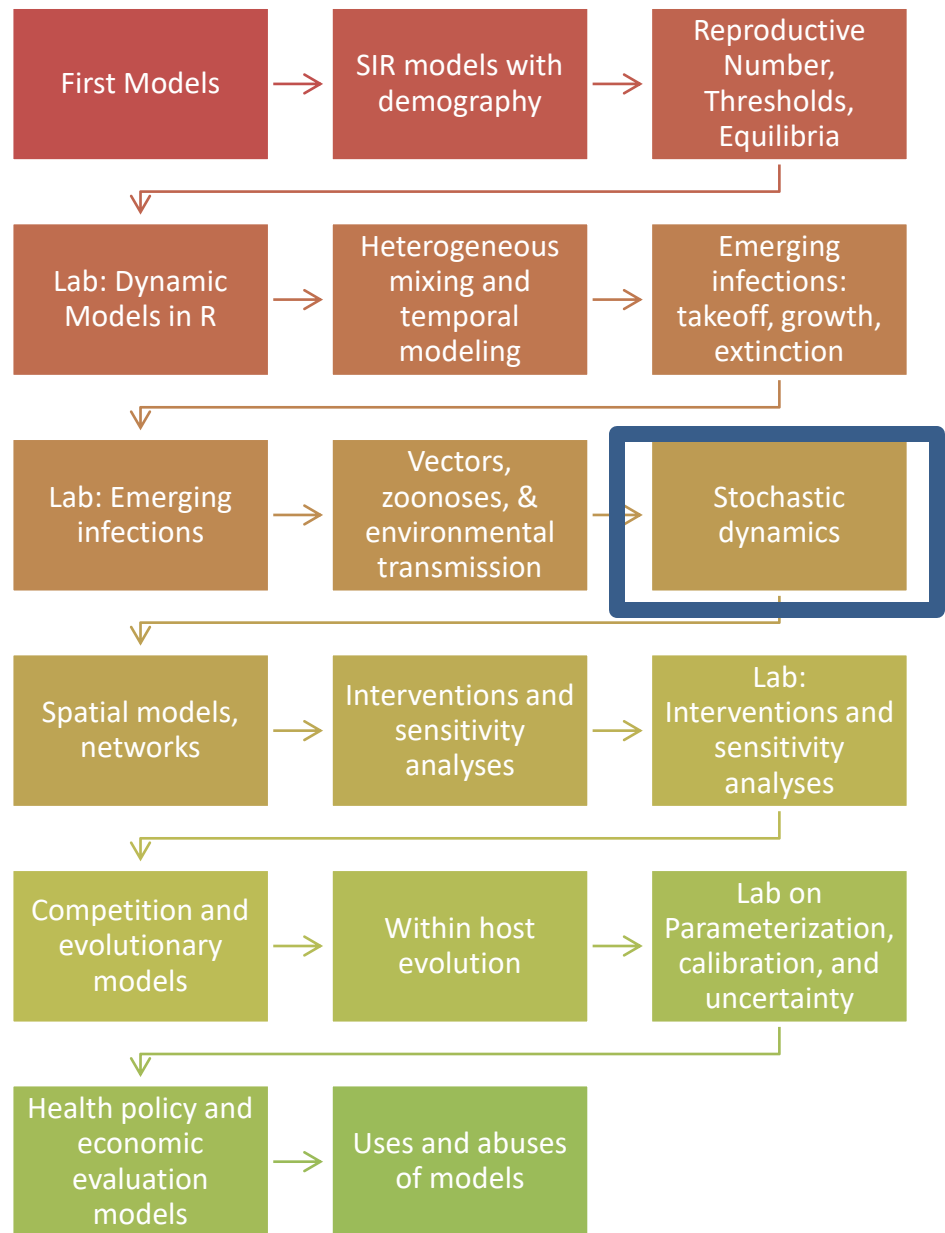 First Models
SIR models with
demography
Reproductive
Number,
Thresholds,
Equilibria
Lab: Dynamic
Models in R
Heterogeneous
mixing and
temporal
modeling
Emerging
infections:
takeoff, growth,
extinction
Lab: Emerging
infections
Vectors,
zoonoses, &
environmental
transmission
Stochastic
dynamics
Spatial models,
networks
Interventions and
sensitivity
analyses
Lab:
Interventions and
sensitivity
analyses
Competition and
evolutionary
models
Within host
evolution
Lab on
Parameterization,
calibration, and
uncertainty
Health policy and
economic
evaluation
models
Uses and abuses
of models